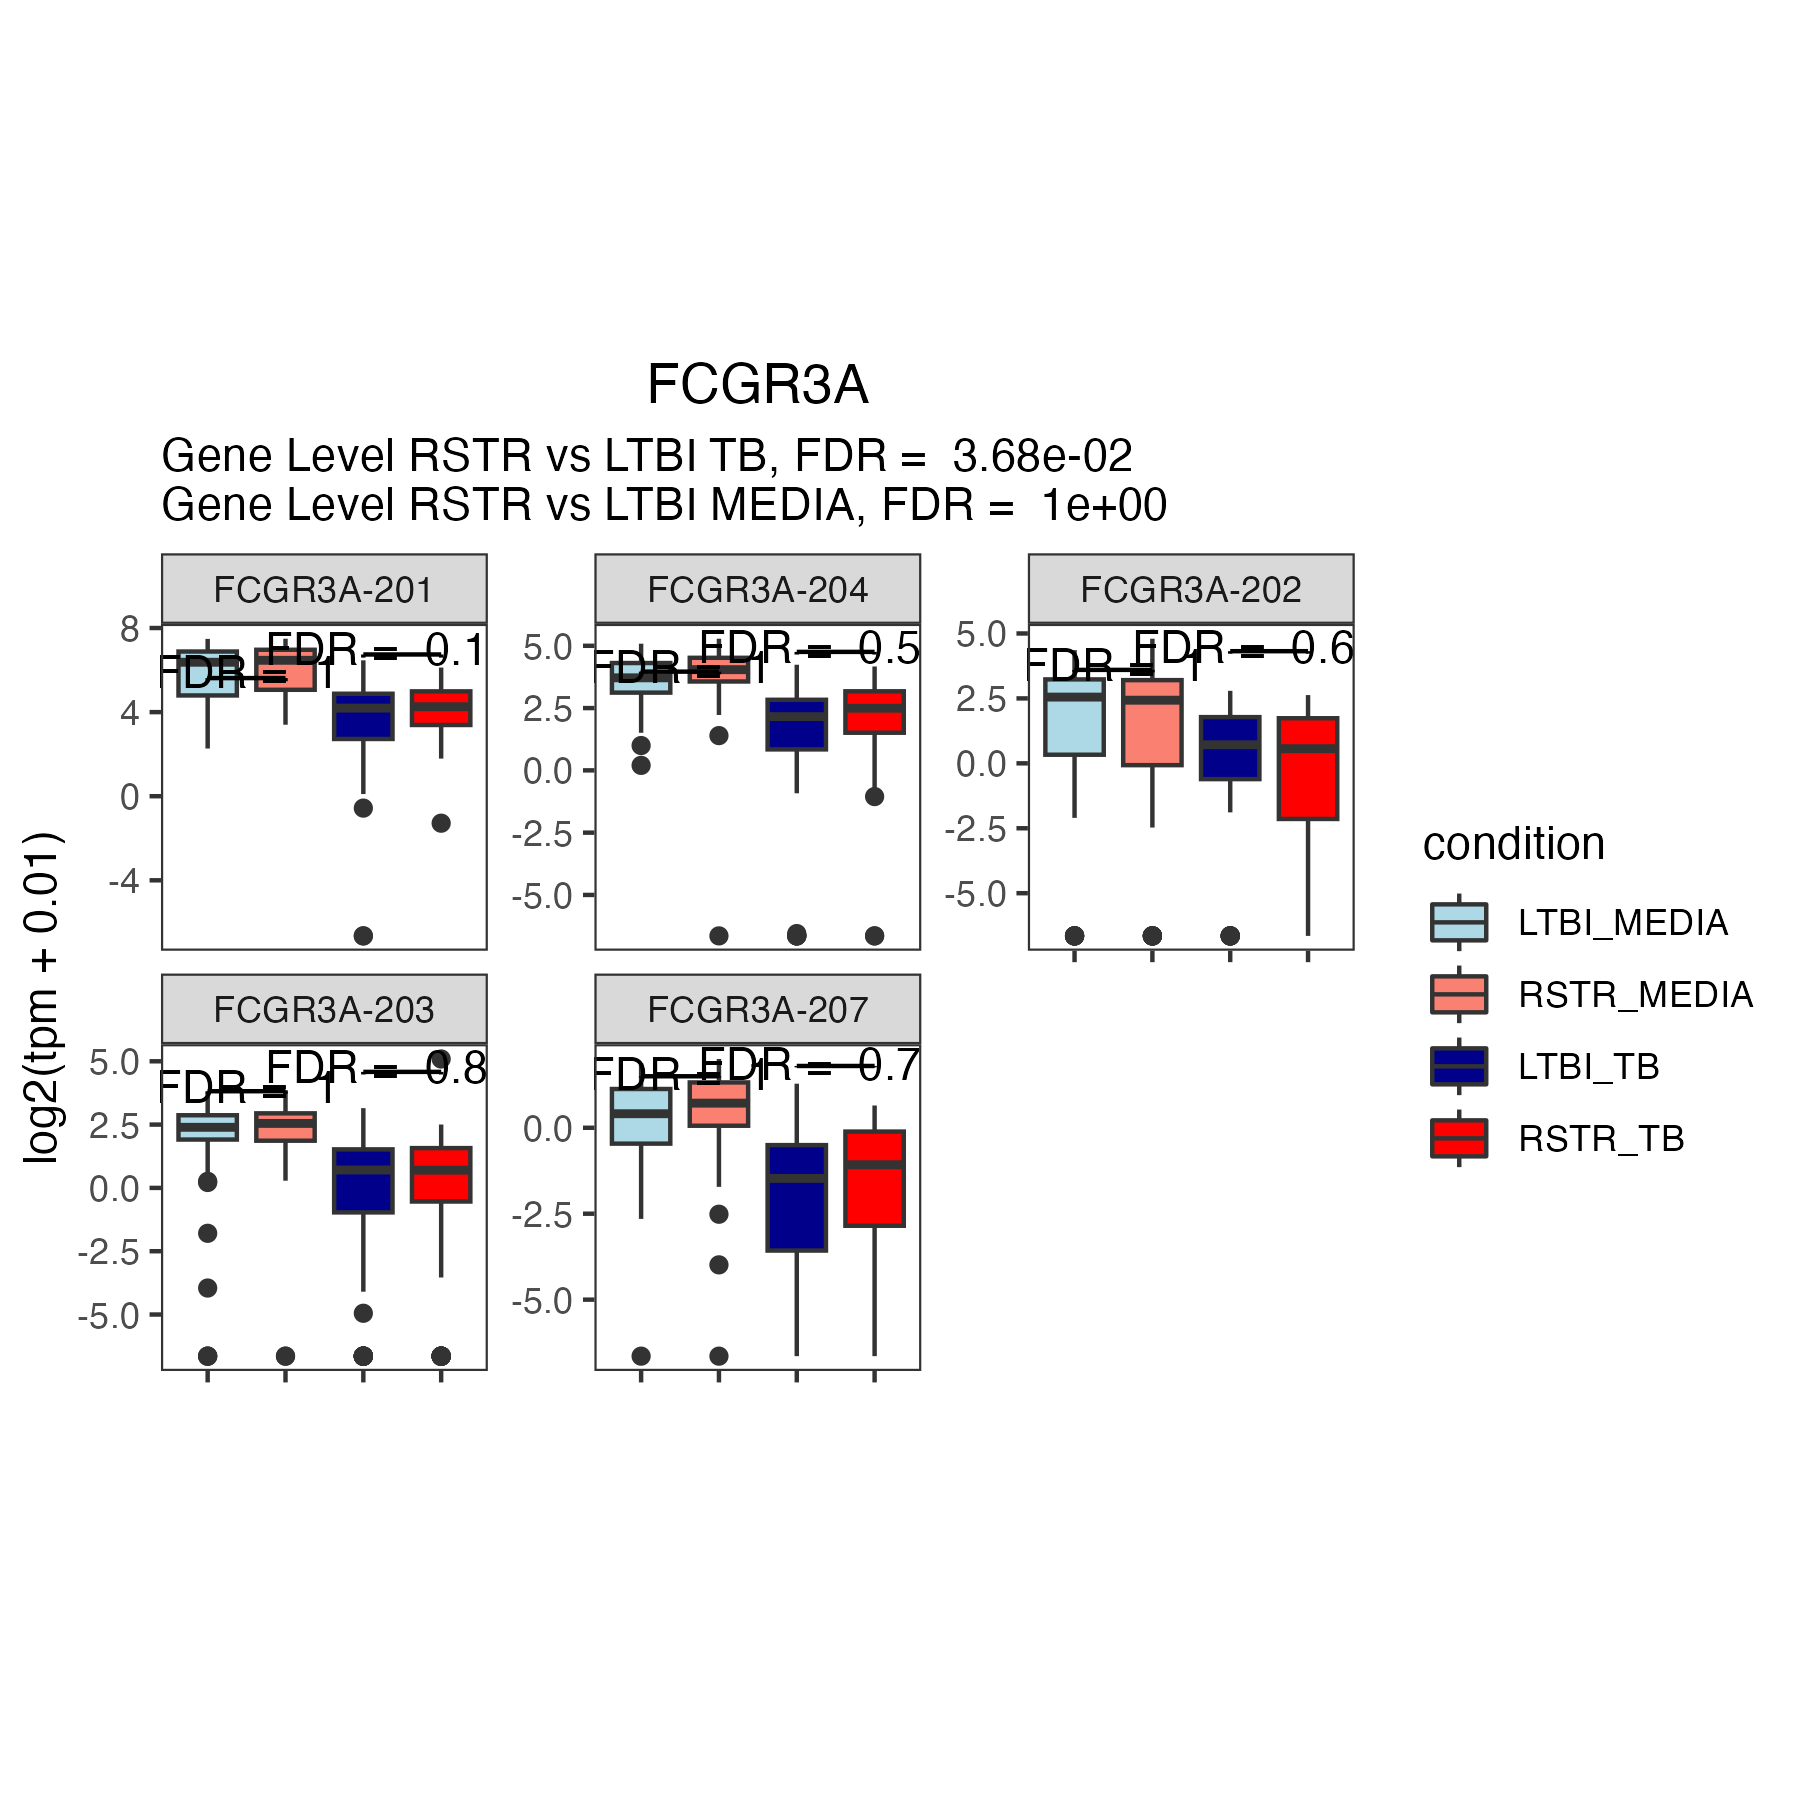 FCGR3A
Gene Level RSTR vs LTBI TB, FDR = 3.68e-02
Gene Level RSTR vs LTBI MEDIA, FDR = 1e+00
log2(tpm + 0.01)
FCGR3A-201
8
4
0
-4
FDR = 1
FDR = 0.1
FCGR3A-204
5.0
2.5
0.0
-2.5
-5.0
FDR = 1
FDR = 0.5
FCGR3A-202
5.0
2.5
0.0
-2.5
-5.0
FDR = 1
FDR = 0.6
FCGR3A-203
5.0
2.5
0.0
-2.5
-5.0
FDR = 1
FDR = 0.8
FCGR3A-207
0.0
-2.5
-5.0
FDR = 1
FDR = 0.7
condition
LTBI_MEDIA
RSTR_MEDIA
LTBI_TB
RSTR_TB